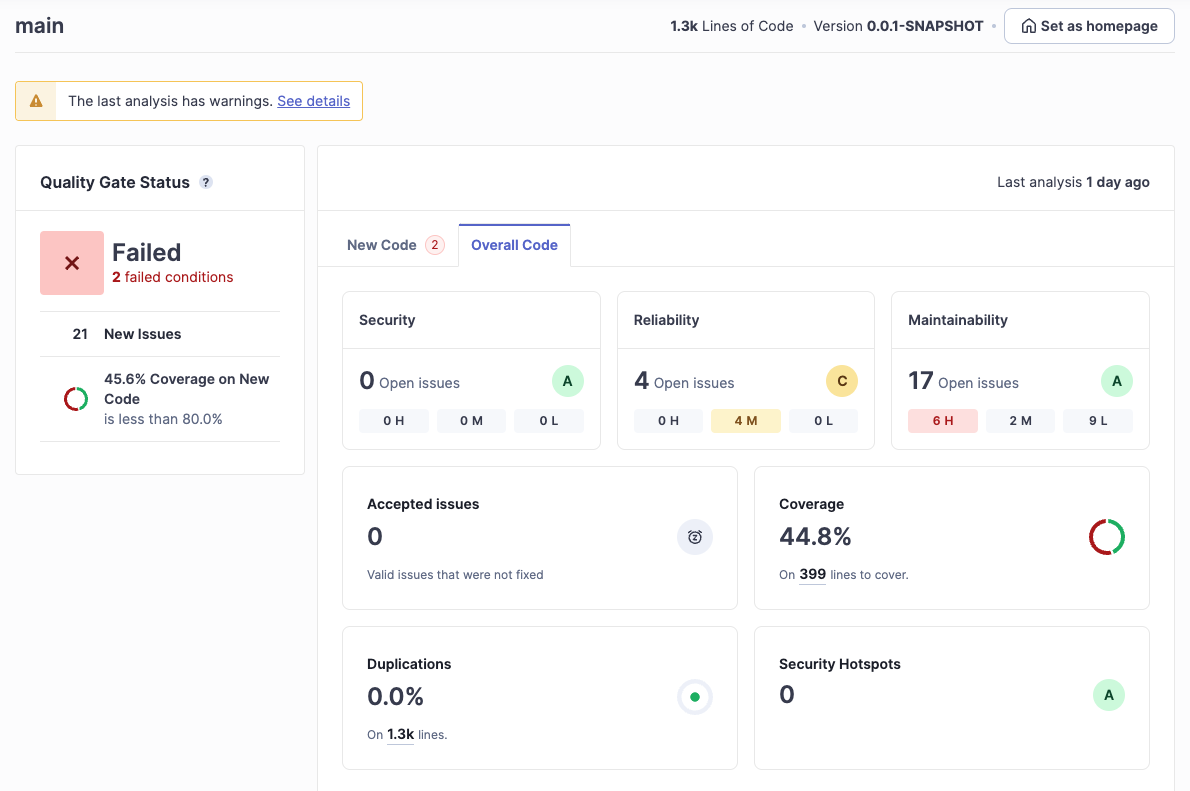 main
1.3k Lines of Code • Version 0.0.1-SNAPSHOT • Set as homepage
The last analysis has warnings. See details
Quality Gate Status ?
Failed
2 failed conditions
21 New Issues
45.6% Coverage on New
Code
is less than 80.0%
Last analysis 1 day ago
New Code 2 Overall Code
Security
0 Open issues A
0 H 0 M 0 L
Reliability
4 Open issues C
0 H 4 M 0 L
Maintainability
17 Open issues A
6 H 2 M 9 L
Accepted issues
0
Valid issues that were not fixed
Coverage
44.8%
On 399 lines to cover.
Duplications
0.0%
On 1.3k lines.
Security Hotspots
0 A